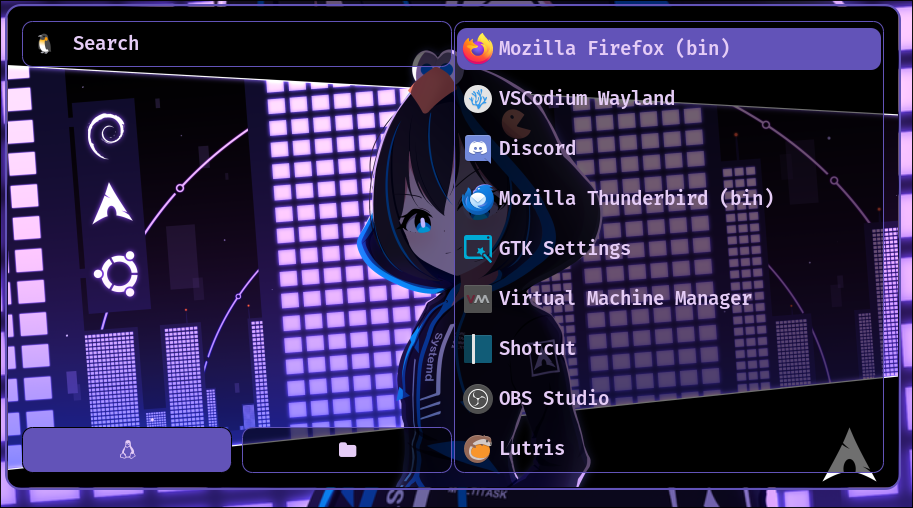 Search
Mozilla Firefox (bin)
VSCodium Wayland
Discord
Mozilla Thunderbird (bin)
GTK Settings
Virtual Machine Manager
Shotcut
OBS Studio
Lutris
Systemd